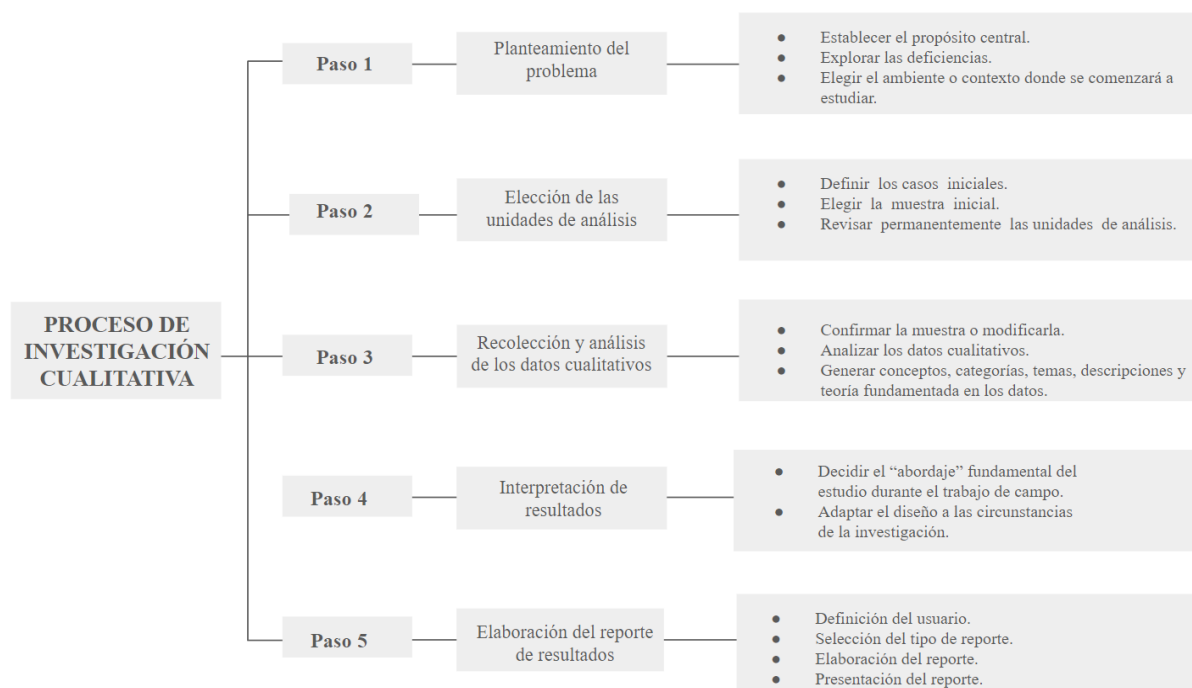 PROCESO DE
INVESTIGACIÓN
CUALITATIVA
Paso 1
Planteamiento del
problema
● Establecer el propósito central.
● Explorar las deficiencias.
● Elegir el ambiente o contexto donde se comenzará a
estudiar.
Paso 2
Elección de las
unidades de análisis
● Definir los casos iniciales.
● Elegir la muestra inicial.
● Revisar permanentemente las unidades de análisis.
Paso 3
Recolección y análisis
de los datos cualitativos
● Confirmar la muestra o modificarla.
● Analizar los datos cualitativos.
● Generar conceptos, categorías, temas, descripciones y
teoría fundamentada en los datos.
Paso 4
Interpretación de
resultados
● Decidir el “abordaje” fundamental del
estudio durante el trabajo de campo.
● Adaptar el diseño a las circunstancias
de la investigación.
Paso 5
Elaboración del reporte
de resultados
● Definición del usuario.
● Selección del tipo de reporte.
● Elaboración del reporte.
● Presentación del reporte.